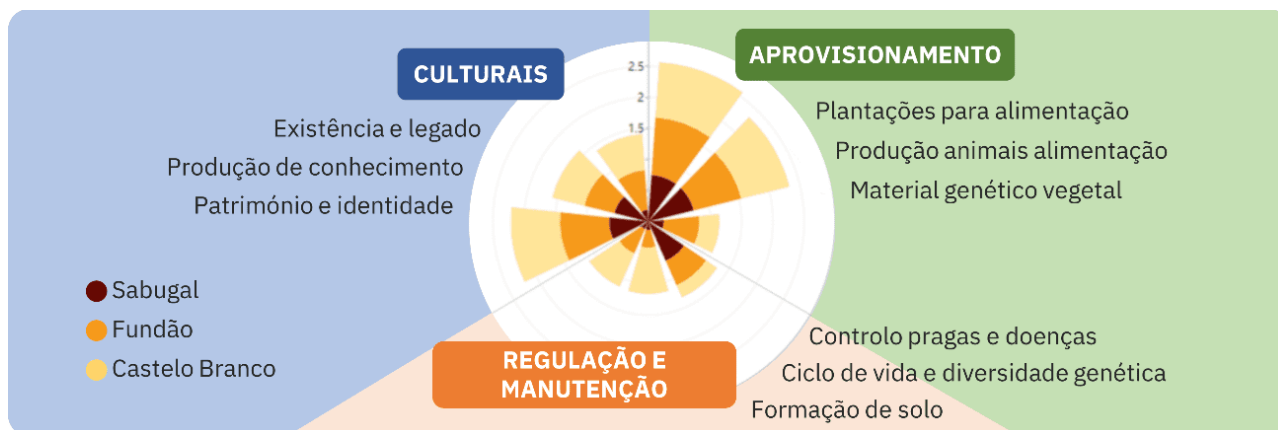 CULTURAIS
Existência e legado
Produção de conhecimento
Património e identidade
Sabugal
Fundão
Castelo Branco
2.5
2
1.5
APROVISIONAMENTO
Plantações para alimentação
Produção animais alimentação
Material genético vegetal
REGULAÇÃO E
MANUTENÇÃO
Controlo pragas e doenças
Ciclo de vida e diversidade genética
Formação de solo